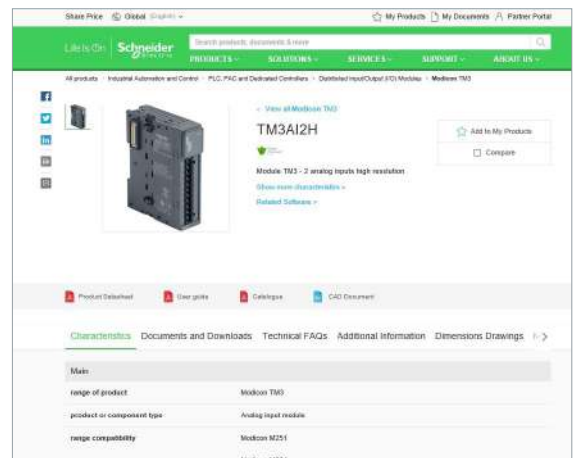 Share Price Global (English) My Products My Documents Partner Portal
Life Is On Schneider Electric
Search products, documents & more
PRODUCTS SOLUTIONS SERVICES SUPPORT ABOUT US
All products Industrial Automation and Control PLC, PAC and Dedicated Controllers Distributed Input/Output (I/O) Modules Modicon TM3
< View all Modicon TM3
TM3AI2H
Add to My Products
Compare
Module TM3 - 2 analog inputs high resolution
Show more characteristics
Related Software
Product Datasheet User guide Catalogue CAD Document
Characteristics Documents and Downloads Technical FAQs Additional Information Dimensions Drawings
Main
range of product Modicon TM3
product or component type Analog input module
range compatibility Modicon M251